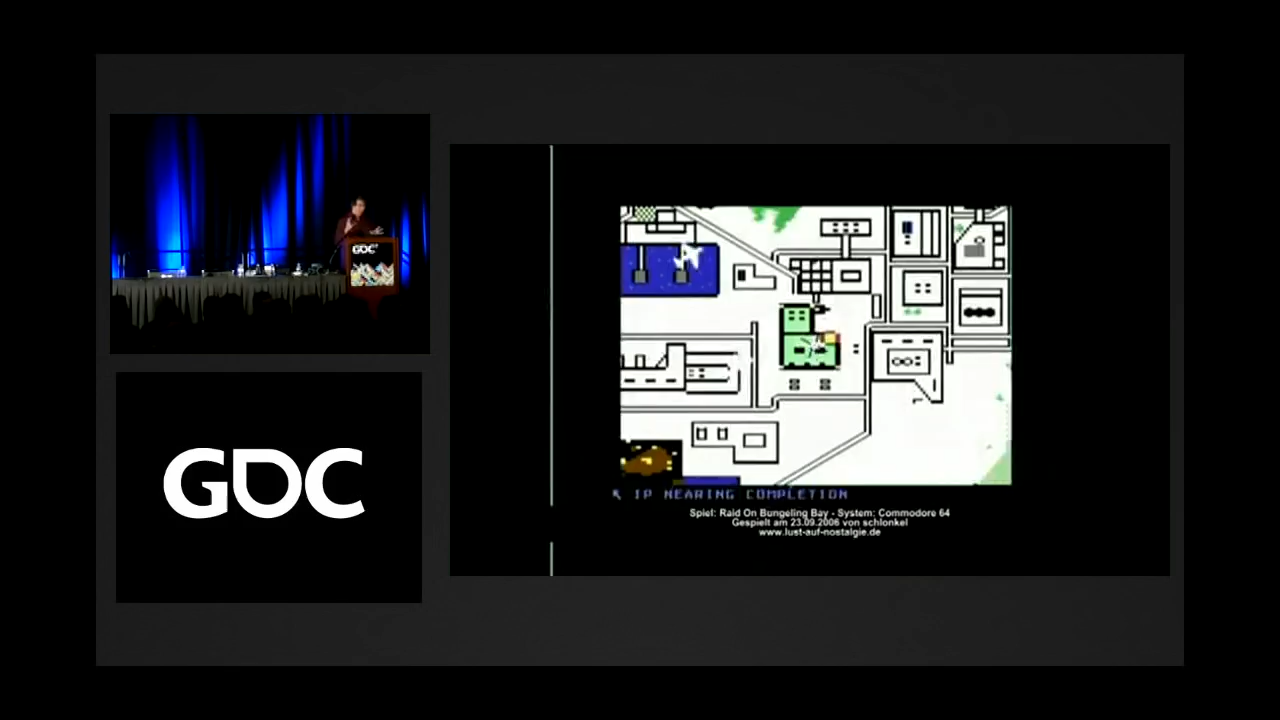 GDC
GDC
IP NEARING COMPLETION
Spiel: Raid On Bungeling Bay - System: Commodore 64
Gespielt am 23.09.2006 von schlonkel
www.lust-auf-nostalgie.de